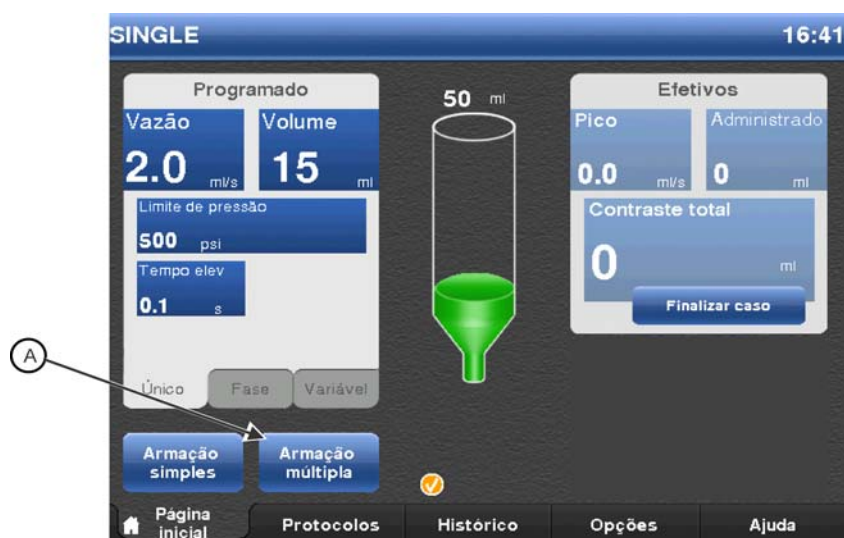 SINGLE 16:41
Programado
Vazão Volume
2.0 ml/s 15 ml
Limite de pressão
500 psi
Tempo elev
0.1 s
Único Fase Variável
Armação simples
Armação múltipla
50 ml
Efetivos
Pico Administrado
0.0 ml/s 0 ml
Contraste total
0 ml
Finalizar caso
A
Página inicial
Protocolos
Histórico
Opções
Ajuda